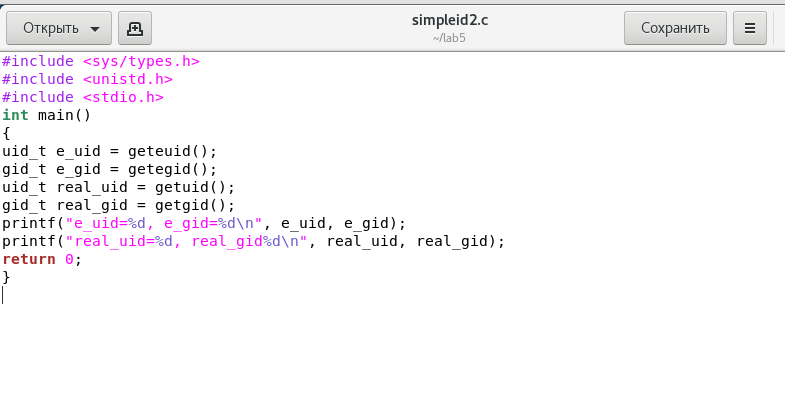 Открыть
simpleid2.c
~/lab5
Сохранить
#include <sys/types.h>
#include <unistd.h>
#include <stdio.h>
int main()
{
uid_t e_uid = geteuid();
gid_t e_gid = getegid();
uid_t real_uid = getuid();
gid_t real_gid = getgid();
printf("e_uid=%d, e_gid=%d\n", e_uid, e_gid);
printf("real_uid=%d, real_gid%d\n", real_uid, real_gid);
return 0;
}